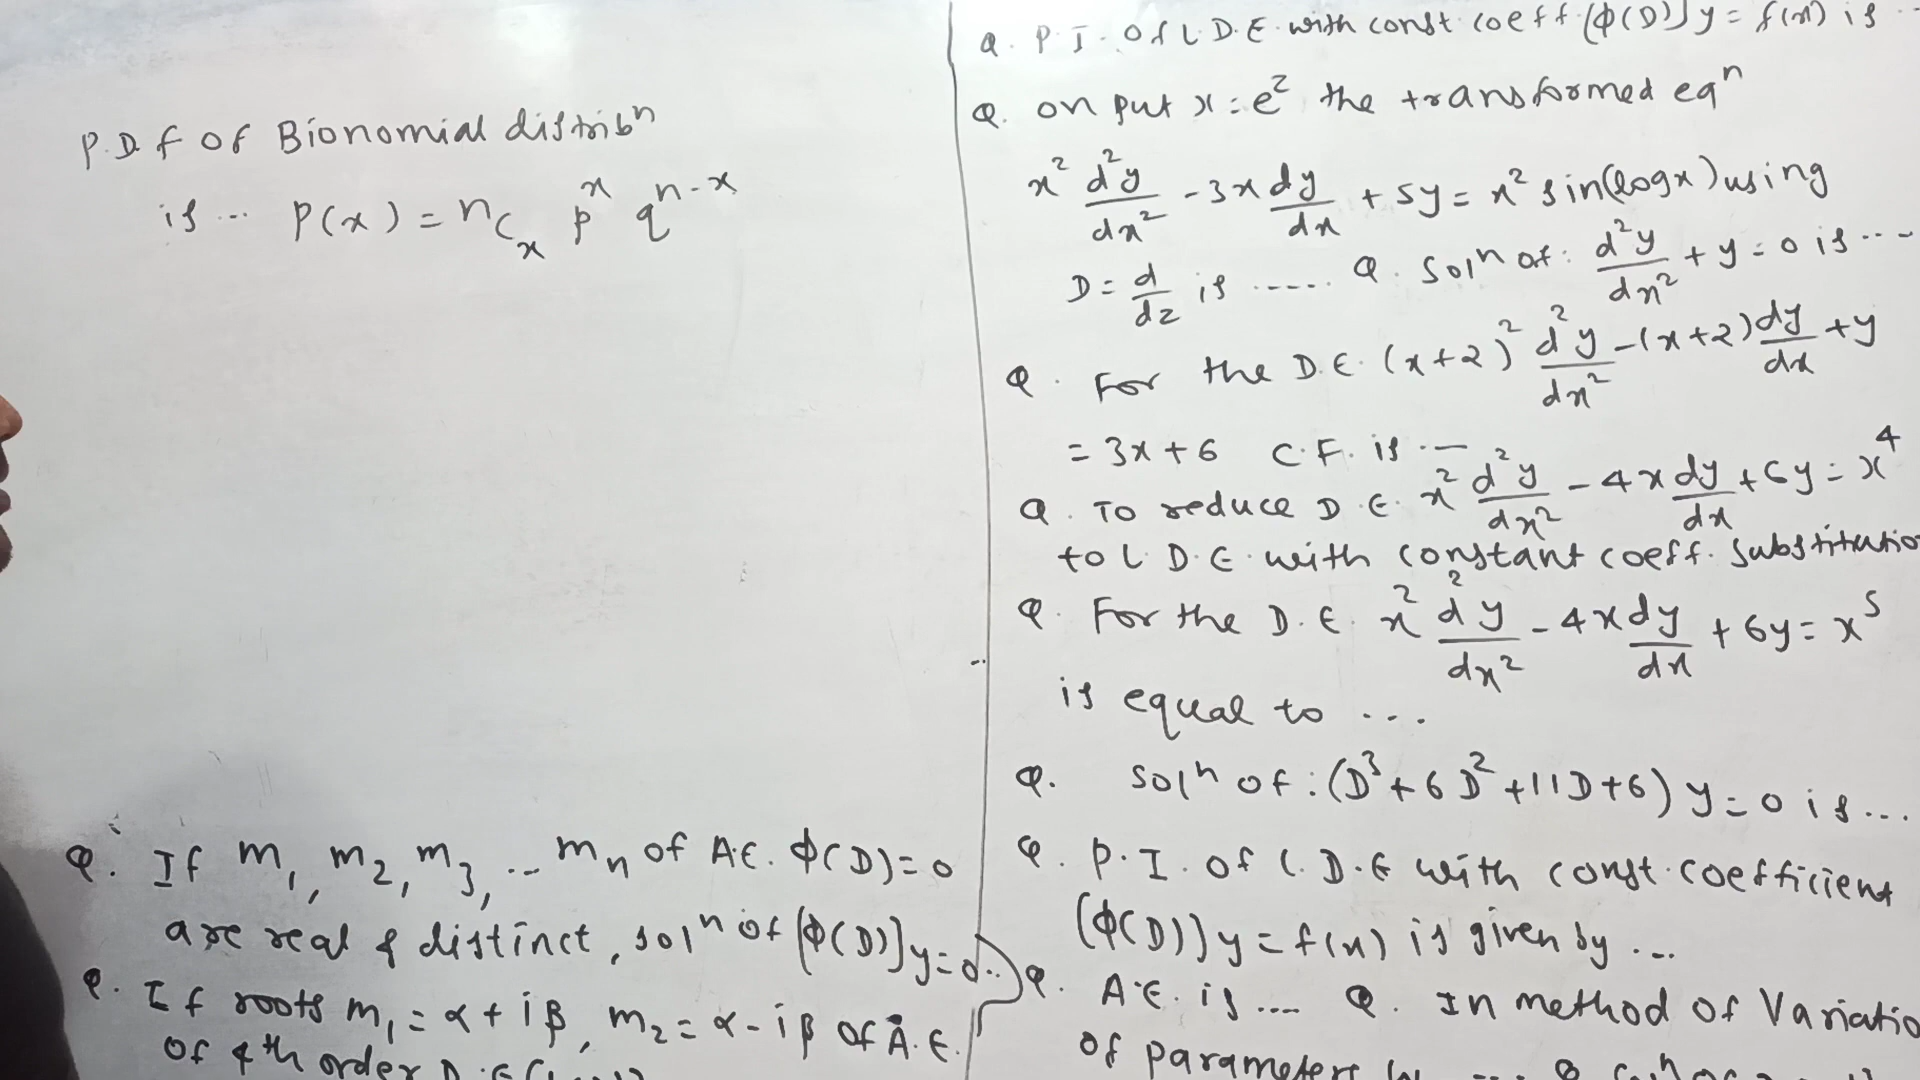 P.D.f of Bionomial distribⁿ
is ... P(x) = nCₓ pˣ qⁿ⁻ˣ
Q. If m₁, m₂, m₃, ... mₙ of A.E. ϕ(D)=0
are real & distinct, solⁿ of [ϕ(D)]y=0..
Q. If roots m₁ = α + iβ, m₂ = α - iβ of A.E.
of 4th order D.E
Q. P.I. Of L.D.E. with const. coeff. [ϕ(D)]y = f(x) is ..
Q. on put x = e^z the transformed eqⁿ
x² d²y/dx² - 3x dy/dx + 5y = x² sin(logx) using
D = d/dz is ..... Q. Solⁿ of: d²y/dx² + y = 0 is ...
Q. For the D.E. (x+2)² d²y/dx² - (x+2) dy/dx + y
= 3x + 6 C.F. is ...
Q. To reduce D.E. x² d²y/dx² - 4x dy/dx + 6y = x⁴
to L.D.E. with constant coeff. Substitutio
Q. For the D.E. x² d²y/dx² - 4x dy/dx + 6y = x⁵
is equal to ...
Q. Solⁿ of : (D³ + 6D² + 11D + 6) y = 0 is ...
Q. P.I. of L.D.E with const. coefficient
(ϕ(D))y = f(x) is given by ...
Q. A.E. is .... Q. In method of Variatio
of parameters